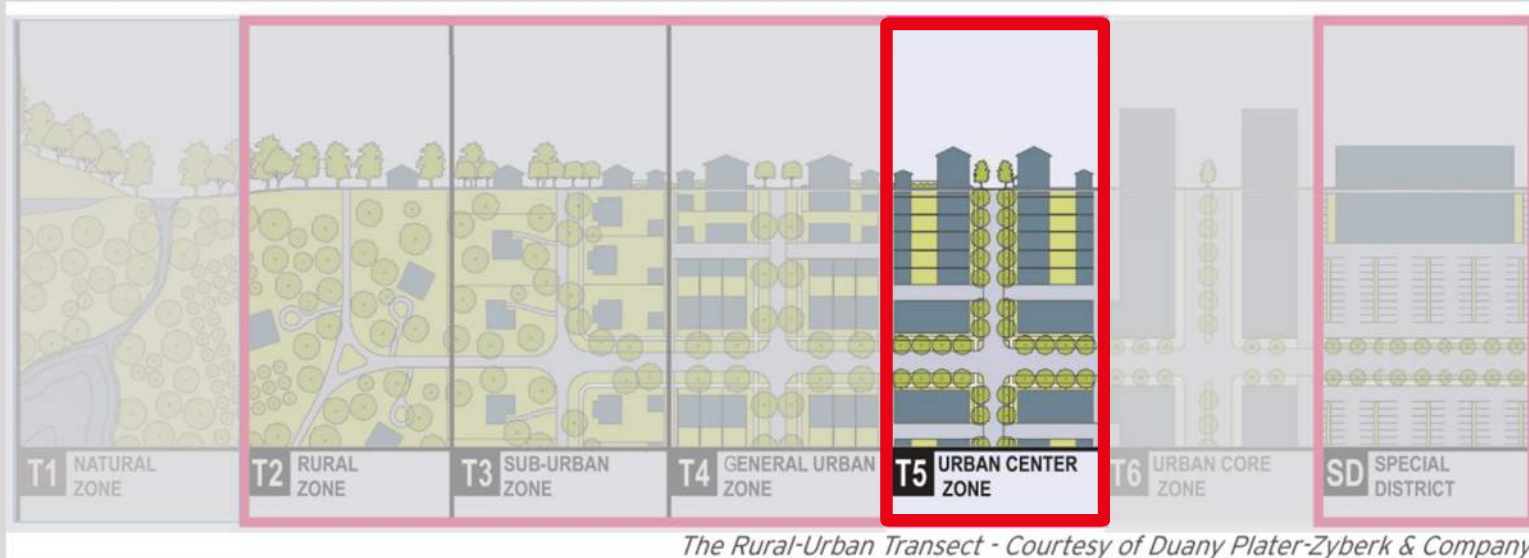 T1 NATURAL ZONE
T2 RURAL ZONE
T3 SUB-URBAN ZONE
T4 GENERAL URBAN ZONE
T5 URBAN CENTER ZONE
T6 URBAN CORE ZONE
SD SPECIAL DISTRICT
The Rural-Urban Transect - Courtesy of Duany Plater-Zyberk & Company